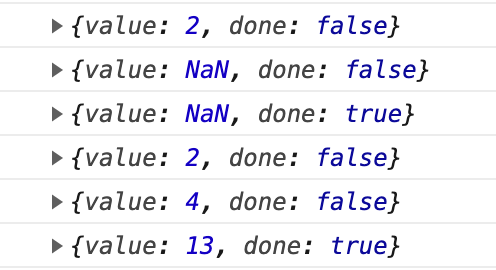 {value: 2, done: false}
{value: NaN, done: false}
{value: NaN, done: true}
{value: 2, done: false}
{value: 4, done: false}
{value: 13, done: true}